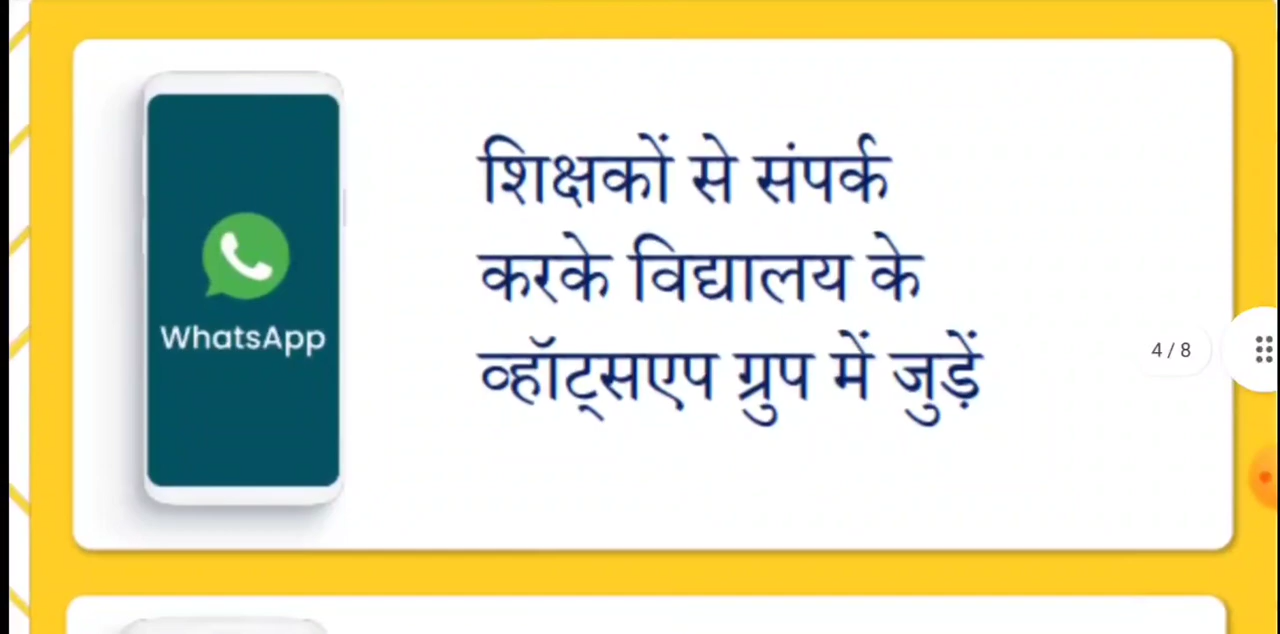 शिक्षकों से संपर्क
करके विद्यालय के
व्हॉट्सएप ग्रुप में जुड़ें
WhatsApp
4 / 8